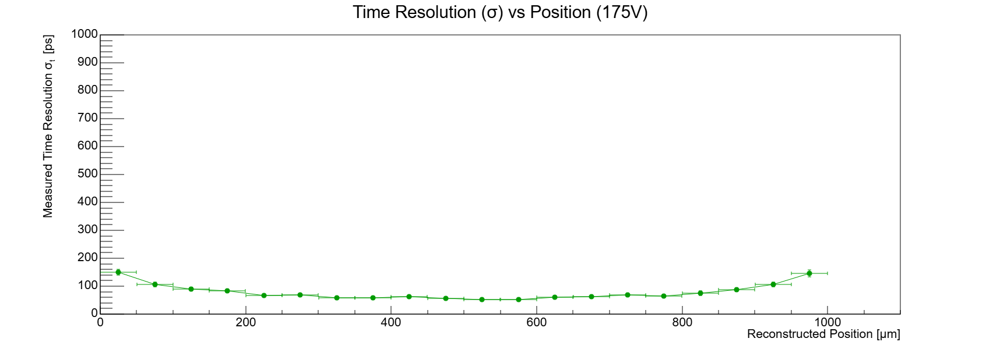 Time Resolution (σ) vs Position (175V)
Measured Time Resolution σt [ps]
1000
900
800
700
600
500
400
300
200
100
0
0 200 400 600 800 1000
Reconstructed Position [μm]